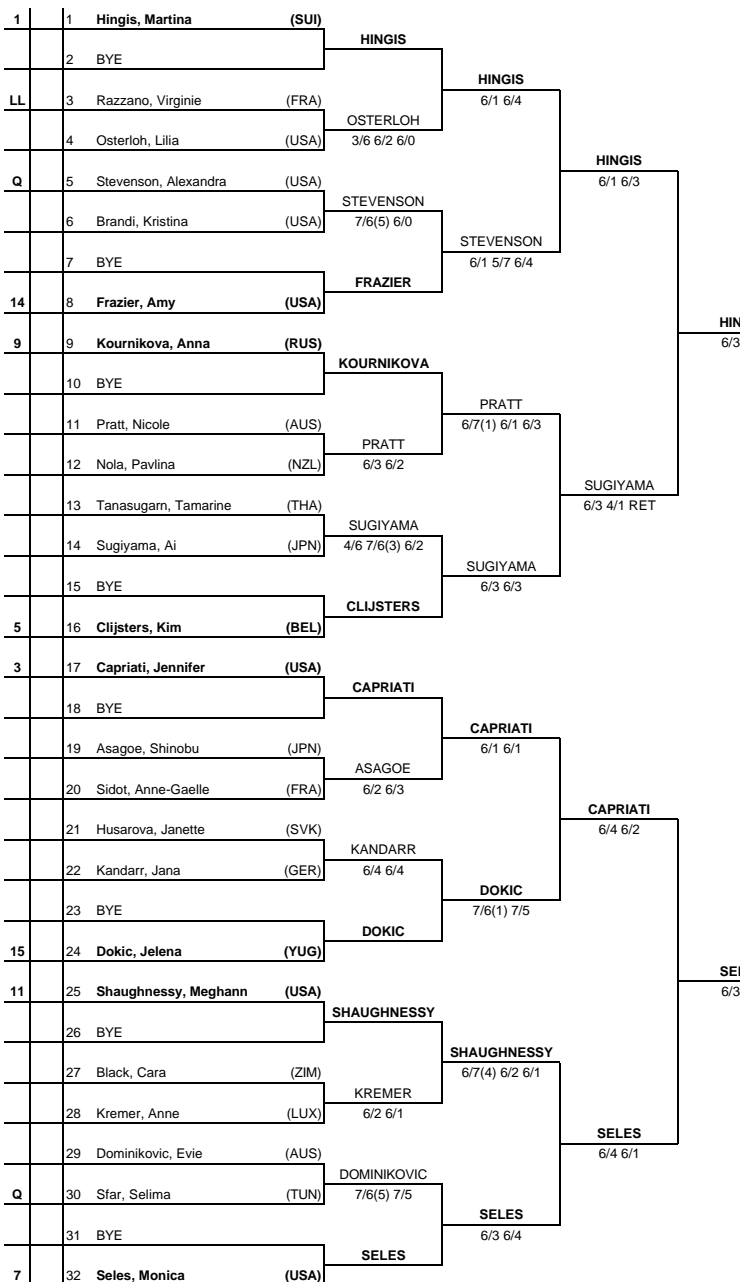 1 1 Hingis, Martina (SUI)
HINGIS
2 BYE
HINGIS
LL 3 Razzano, Virginie (FRA)
6/1 6/4
OSTERLOH
4 Osterloh, Lilia (USA)
3/6 6/2 6/0
HINGIS
Q 5 Stevenson, Alexandra (USA)
6/1 6/3
STEVENSON
6 Brandi, Kristina (USA)
7/6(5) 6/0
STEVENSON
7 BYE
6/1 5/7 6/4
FRAZIER
14 8 Frazier, Amy (USA)
HIN
9 9 Kournikova, Anna (RUS)
6/3
KOURNIKOVA
10 BYE
PRATT
11 Pratt, Nicole (AUS)
6/7(1) 6/1 6/3
PRATT
12 Nola, Pavlina (NZL)
6/3 6/2
SUGIYAMA
13 Tanasugarn, Tamarine (THA)
6/3 4/1 RET
SUGIYAMA
14 Sugiyama, Ai (JPN)
4/6 7/6(3) 6/2
SUGIYAMA
15 BYE
6/3 6/3
CLIJSTERS
5 16 Clijsters, Kim (BEL)
3 17 Capriati, Jennifer (USA)
CAPRIATI
18 BYE
CAPRIATI
19 Asagoe, Shinobu (JPN)
6/1 6/1
ASAGOE
20 Sidot, Anne-Gaelle (FRA)
6/2 6/3
CAPRIATI
21 Husarova, Janette (SVK)
6/4 6/2
KANDARR
22 Kandarr, Jana (GER)
6/4 6/4
DOKIC
23 BYE
7/6(1) 7/5
DOKIC
15 24 Dokic, Jelena (YUG)
SEL
11 25 Shaughnessy, Meghann (USA)
6/3
SHAUGHNESSY
26 BYE
SHAUGHNESSY
27 Black, Cara (ZIM)
6/7(4) 6/2 6/1
KREMER
28 Kremer, Anne (LUX)
6/2 6/1
SELES
29 Dominikovic, Evie (AUS)
6/4 6/1
DOMINIKOVIC
Q 30 Sfar, Selima (TUN)
7/6(5) 7/5
SELES
31 BYE
6/3 6/4
SELES
7 32 Seles, Monica (USA)